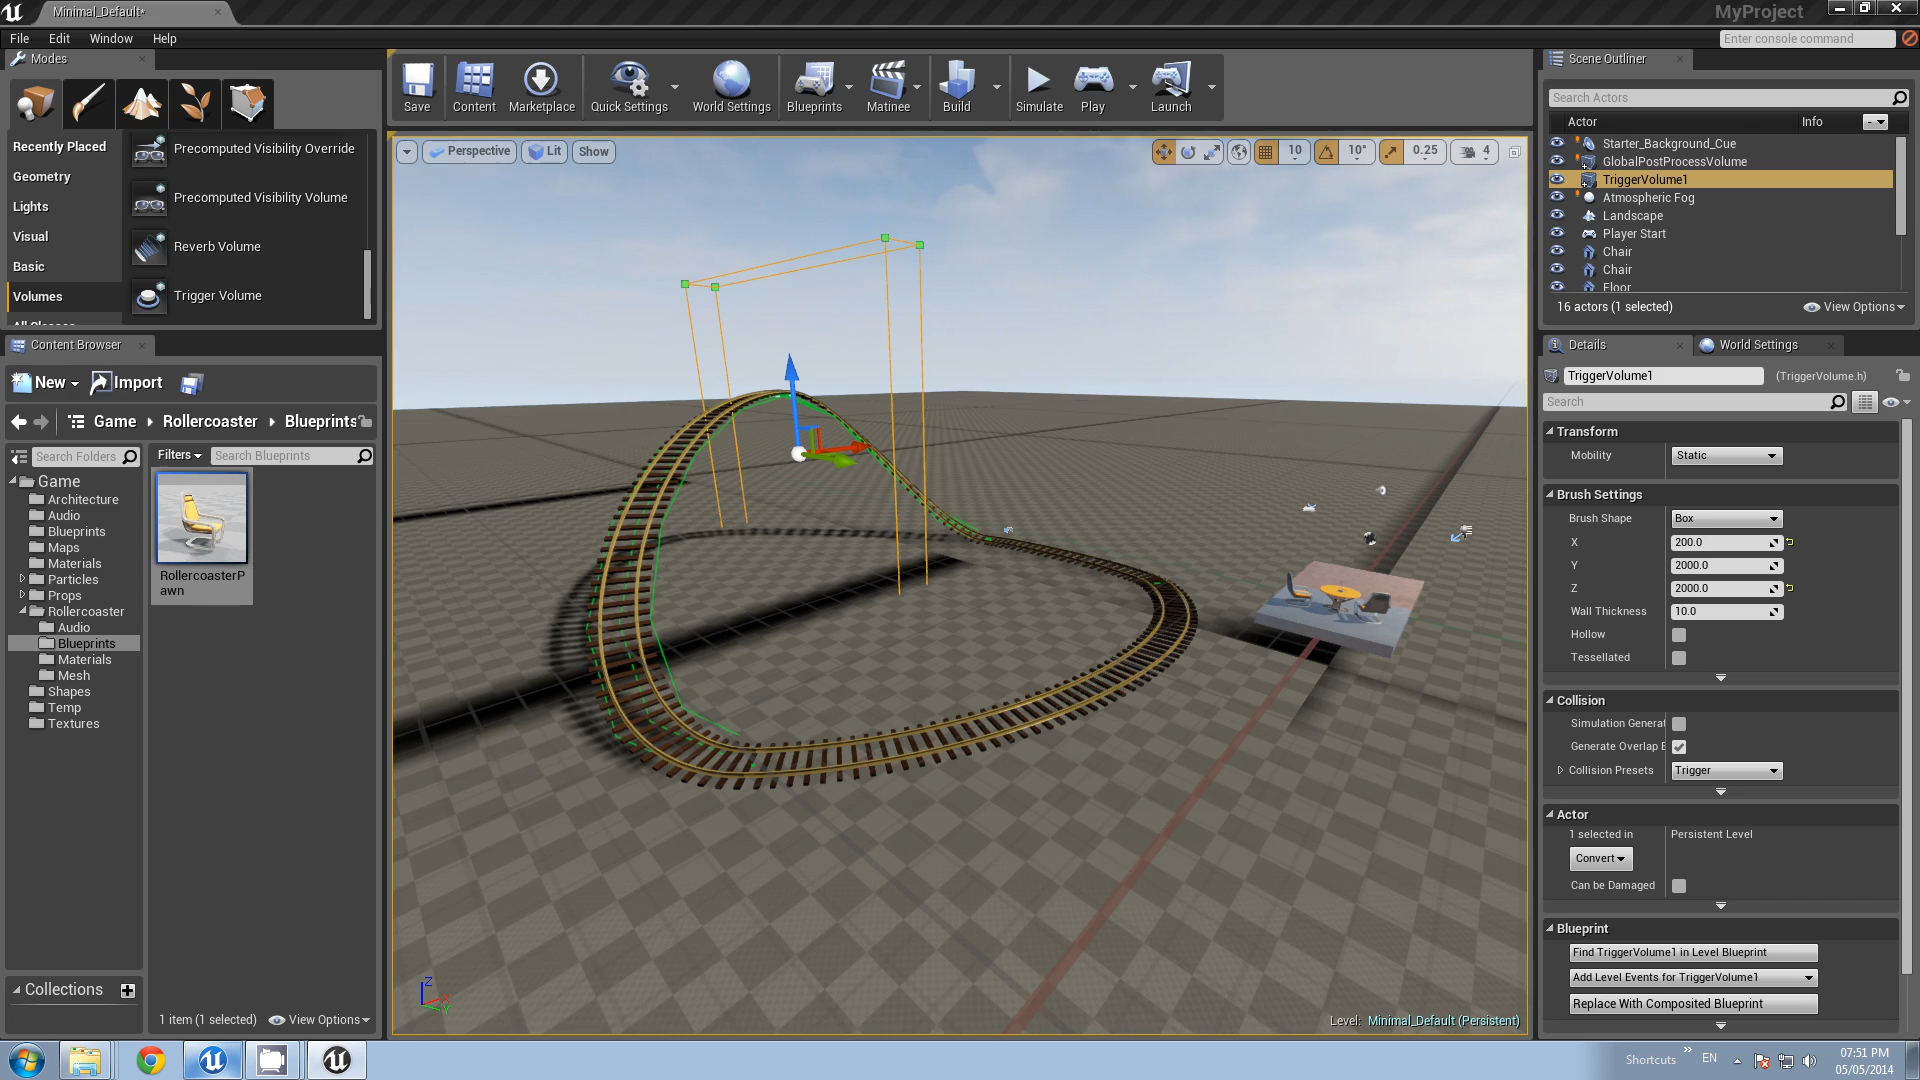 Minimal_Default*
MyProject
File Edit Window Help
Enter console command
Modes
Recently Placed
Geometry
Lights
Visual
Basic
Volumes
All Classes
Precomputed Visibility Override
Precomputed Visibility Volume
Reverb Volume
Trigger Volume
Save Content Marketplace Quick Settings World Settings Blueprints Matinee Build Simulate Play Launch
Perspective Lit Show
10 10° 0.25 4
Content Browser
New Import
Game Rollercoaster Blueprints
Search Folders
Filters Search Blueprints
Game
Architecture
Audio
Blueprints
Maps
Materials
Particles
Props
Rollercoaster
Audio
Blueprints
Materials
Mesh
Shapes
Temp
Textures
RollercoasterP
awn
Collections
1 item (1 selected) View Options
Z
X
Y
Level: Minimal_Default (Persistent)
Scene Outliner
Search Actors
Actor Info
Starter_Background_Cue
GlobalPostProcessVolume
TriggerVolume1
Atmospheric Fog
Landscape
Player Start
Chair
Chair
Floor
16 actors (1 selected) View Options
Details World Settings
TriggerVolume1 (TriggerVolume.h)
Search
Transform
Mobility Static
Brush Settings
Brush Shape Box
X 200.0
Y 2000.0
Z 2000.0
Wall Thickness 10.0
Hollow
Tessellated
Collision
Simulation Generat
Generate Overlap E
Collision Presets Trigger
Actor
1 selected in Persistent Level
Convert
Can be Damaged
Blueprint
Find TriggerVolume1 in Level Blueprint
Add Level Events for TriggerVolume1
Replace With Composited Blueprint
Shortcuts » EN
07:51 PM
05/05/2014